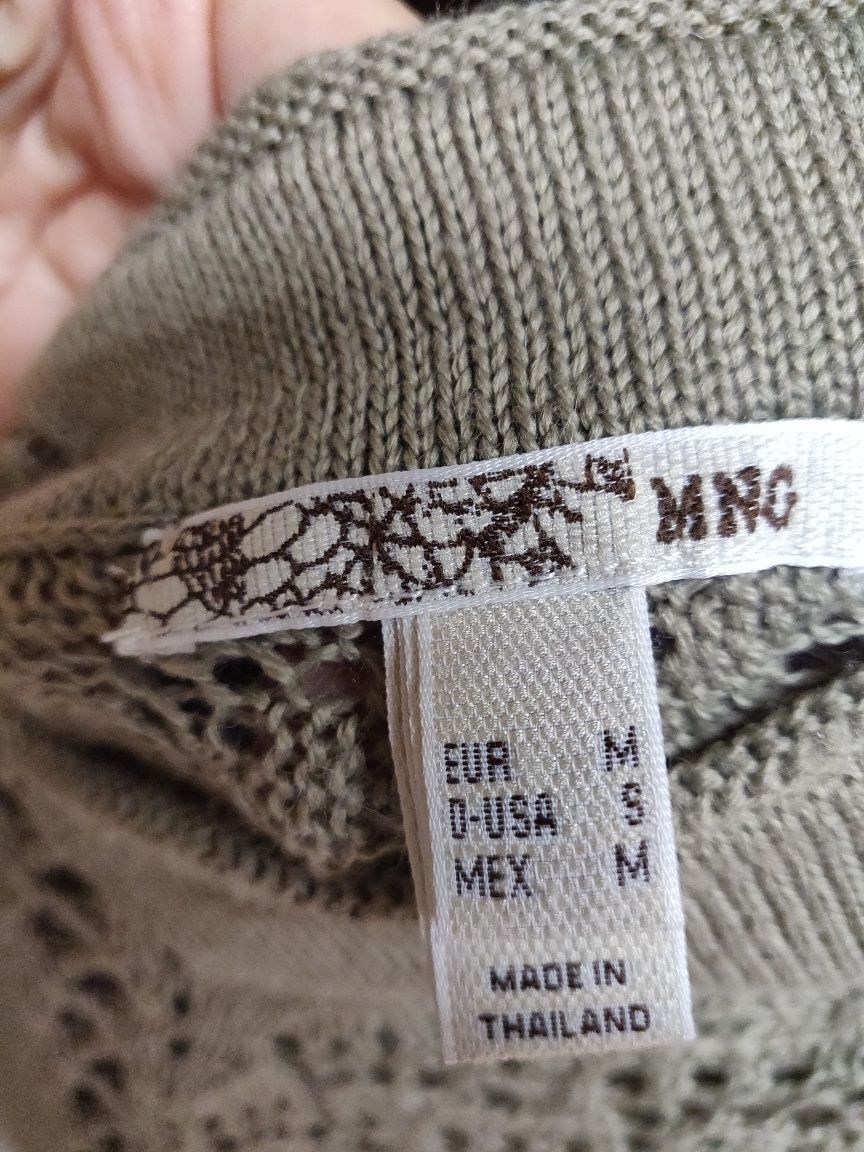 MNG
EUR M
D-USA S
MEX M
MADE IN
THAILAND